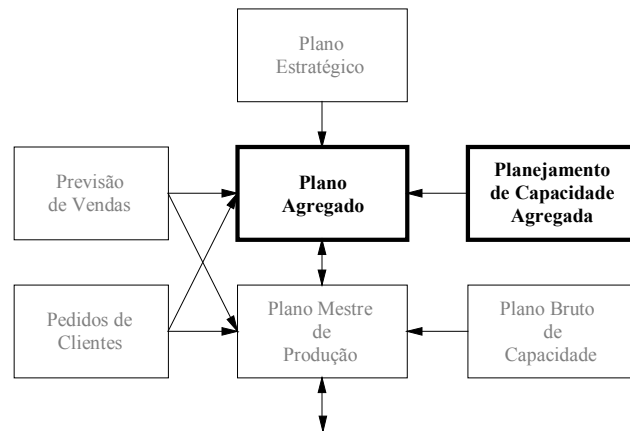 Plano
Estratégico
Previsão
de Vendas
Plano
Agregado
Planejamento
de Capacidade
Agregada
Pedidos de
Clientes
Plano Mestre
de
Produção
Plano Bruto
de
Capacidade